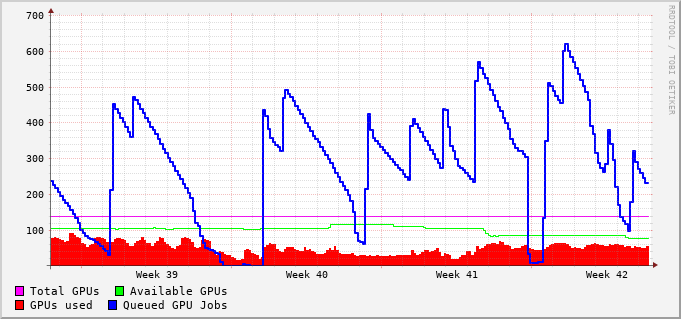 700
600
500
400
300
200
100
Week 39 Week 40 Week 41 Week 42
Total GPUs Available GPUs
GPUs used Queued GPU Jobs
RRDTOOL / TOBI OETIKER